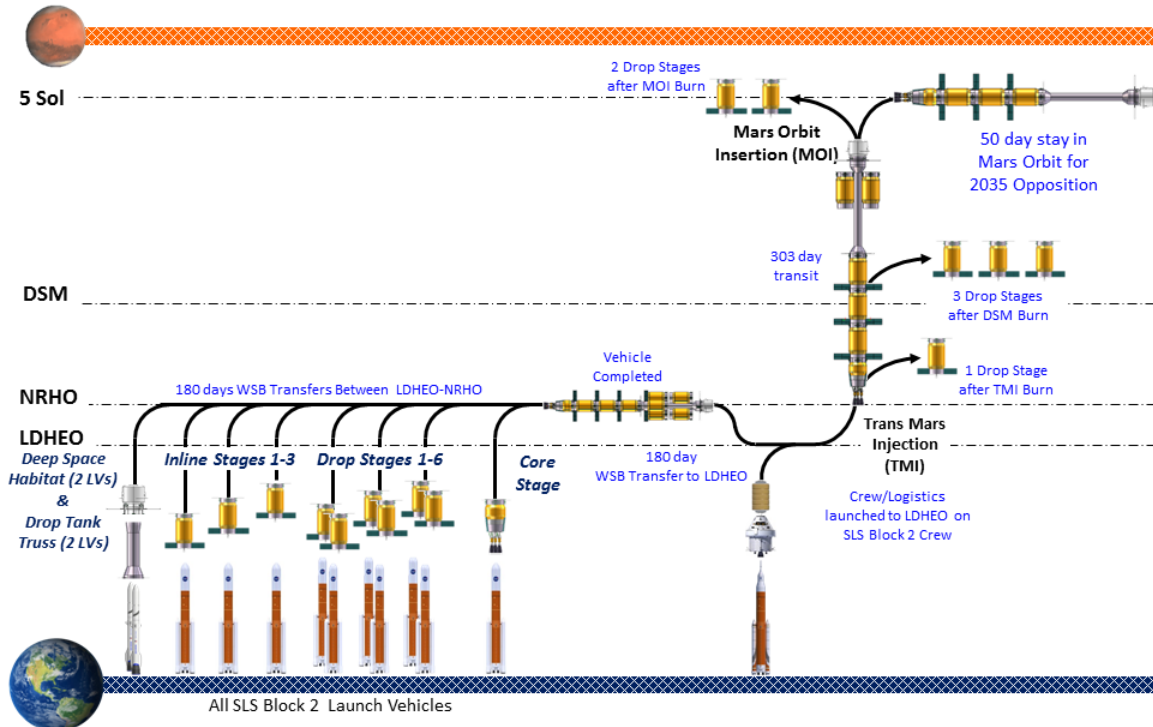 5 Sol
2 Drop Stages
after MOI Burn
Mars Orbit
Insertion (MOI)
50 day stay in
Mars Orbit for
2035 Opposition
303 day
transit
DSM
3 Drop Stages
after DSM Burn
Vehicle
Completed
180 days WSB Transfers Between LDHEO-NRHO
1 Drop Stage
after TMI Burn
NRHO
LDHEO
Deep Space
Habitat (2 LVs)
&
Drop Tank
Truss (2 LVs)
Inline Stages 1-3
Drop Stages 1-6
Core
Stage
180 day
WSB Transfer to LDHEO
Trans Mars
Injection
(TMI)
Crew/Logistics
launched to LDHEO on
SLS Block 2 Crew
All SLS Block 2 Launch Vehicles